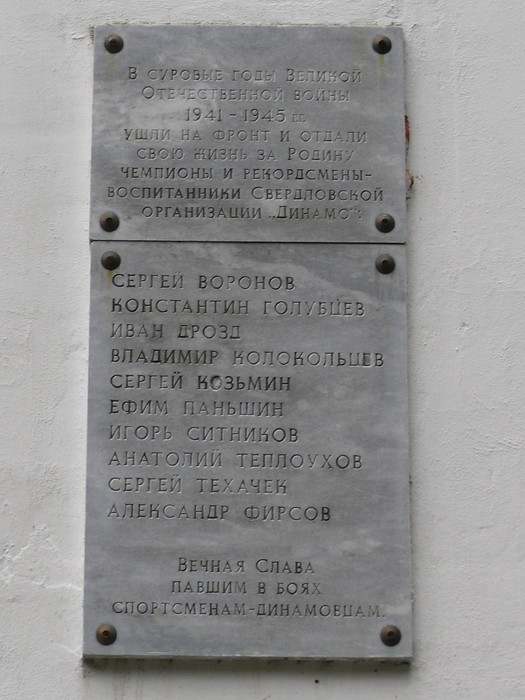 В суровые годы Великой
Отечественной войны
1941 – 1945 гг.
ушли на фронт и отдали
свою жизнь за Родину
чемпионы и рекордсмены-
воспитанники Свердловской
организации „Динамо":
СЕРГЕЙ ВОРОНОВ
КОНСТАНТИН ГОЛУБЦЕВ
ИВАН ДРОЗД
ВЛАДИМИР КОЛОКОЛЬЦЕВ
СЕРГЕЙ КОЗЬМИН
ЕФИМ ПАНЬШИН
ИГОРЬ СИТНИКОВ
АНАТОЛИЙ ТЕПЛОУХОВ
СЕРГЕЙ ТЕХАЧЕК
АЛЕКСАНДР ФИРСОВ
Вечная Слава
павшим в боях
спортсменам-динамовцам.